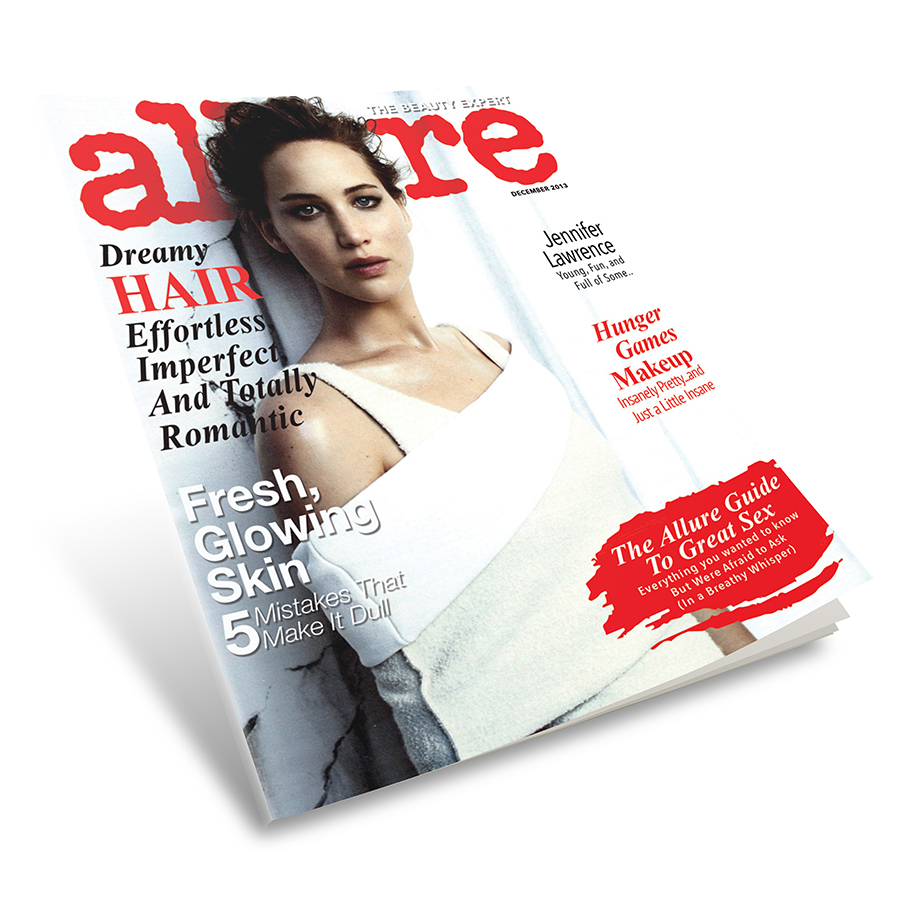 THE BEAUTY EXPERT
allure
DECEMBER 2013
Dreamy
HAIR
Effortless,
Imperfect,
And Totally
Romantic
Jennifer
Lawrence
Young, Fun, and
Full of Some..
Hunger
Games
Makeup
Insanely Pretty...and
Just a Little Insane
Fresh,
Glowing
Skin
5 Mistakes That
Make It Dull
The Allure Guide
To Great Sex
Everything you wanted to know
But Were Afraid to Ask
(In a Breathy Whisper)